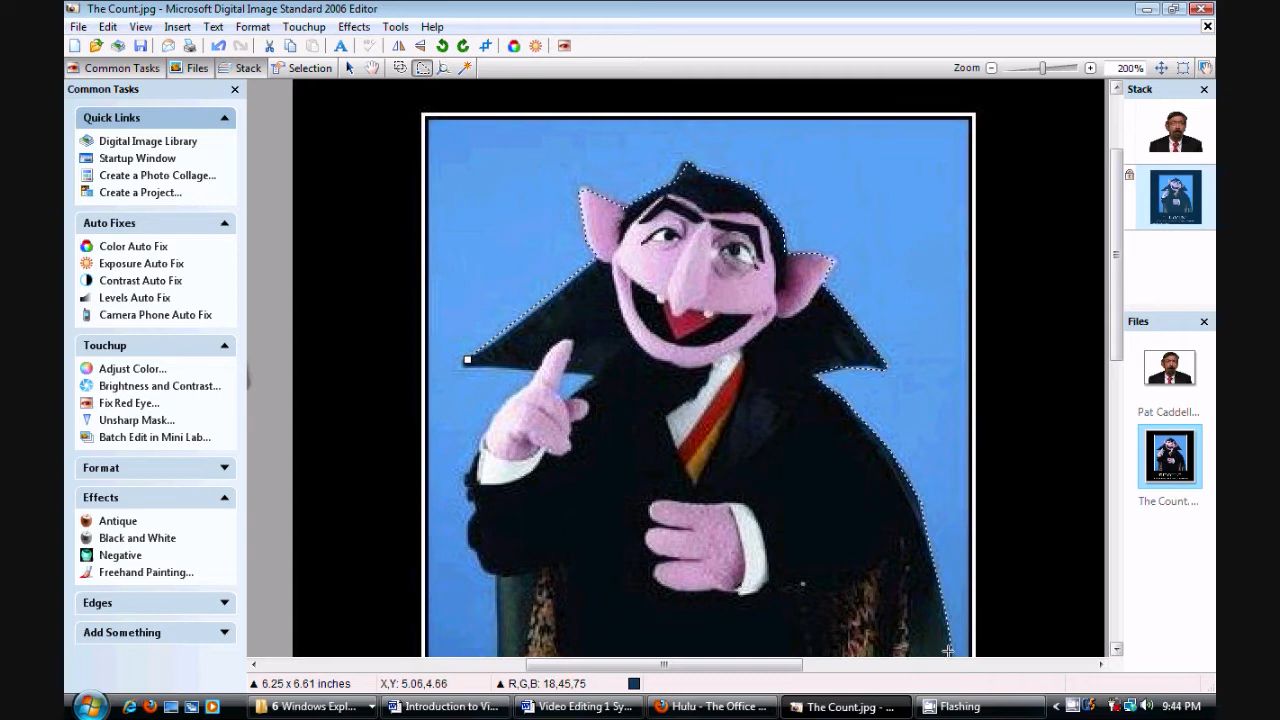 The Count.jpg - Microsoft Digital Image Standard 2006 Editor
File Edit View Insert Text Format Touchup Effects Tools Help
Common Tasks Files Stack Selection Zoom 200%
Common Tasks
Quick Links
Digital Image Library
Startup Window
Create a Photo Collage...
Create a Project...
Auto Fixes
Color Auto Fix
Exposure Auto Fix
Contrast Auto Fix
Levels Auto Fix
Camera Phone Auto Fix
Touchup
Adjust Color...
Brightness and Contrast...
Fix Red Eye...
Unsharp Mask...
Batch Edit in Mini Lab...
Format
Effects
Antique
Black and White
Negative
Freehand Painting...
Edges
Add Something
Stack
Files
Pat Caddell...
The Count....
6.25 x 6.61 inches X,Y: 5.06,4.66 R,G,B: 18,45,75
6 Windows Expl... Introduction to Vi... Video Editing 1 Sy... Hulu - The Office ... The Count.jpg - ... Flashing 9:44 PM